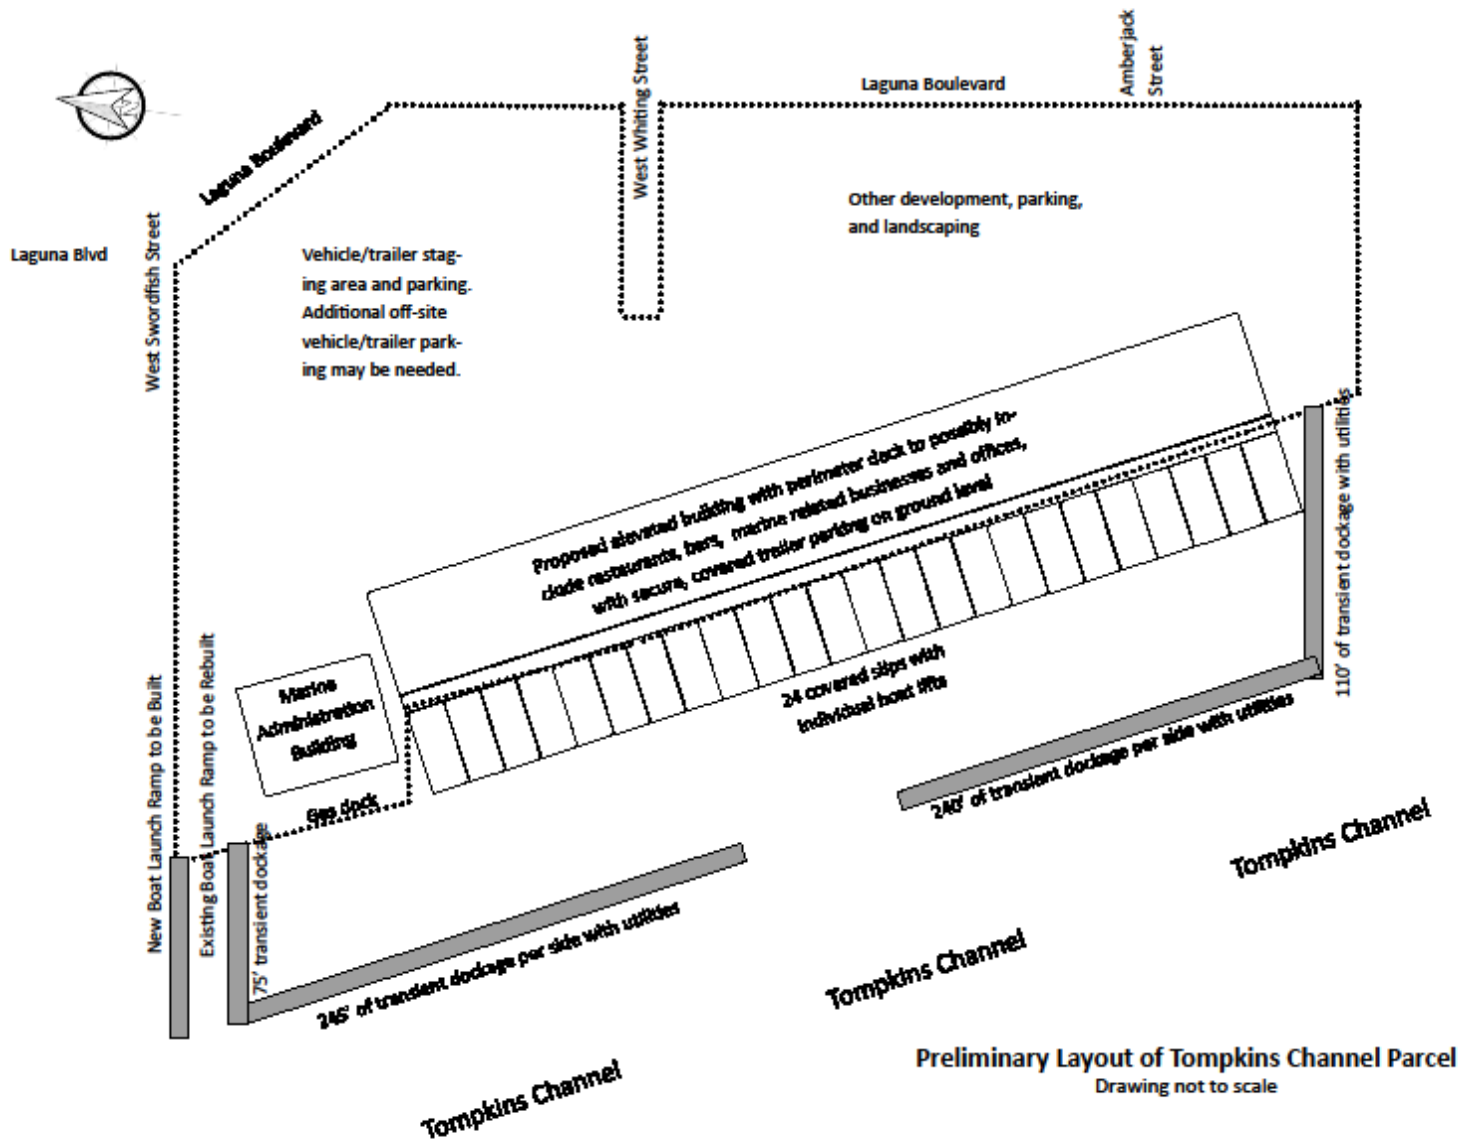 Amberjack
Street
Laguna Boulevard
West Whiting Street
Laguna Boulevard
Other development, parking,
and landscaping
Laguna Blvd
West Swordfish Street
Vehicle/trailer stag-
ing area and parking.
Additional off-site
vehicle/trailer park-
ing may be needed.
Proposed elevated building with perimeter deck to possibly in-
clude restaurants, bars, marine related businesses and offices,
with secure, covered trailer parking on ground level
110' of transient dockage with utilities
24 covered slips with
individual boat lifts
Marine
Administration
Building
Gas dock
New Boat Launch Ramp to be Built
Existing Boat Launch Ramp to be Rebuilt
75' transient dockage
240' of transient dockage per side with utilities
245' of transient dockage per side with utilities
Tompkins Channel
Tompkins Channel
Tompkins Channel
Preliminary Layout of Tompkins Channel Parcel
Drawing not to scale